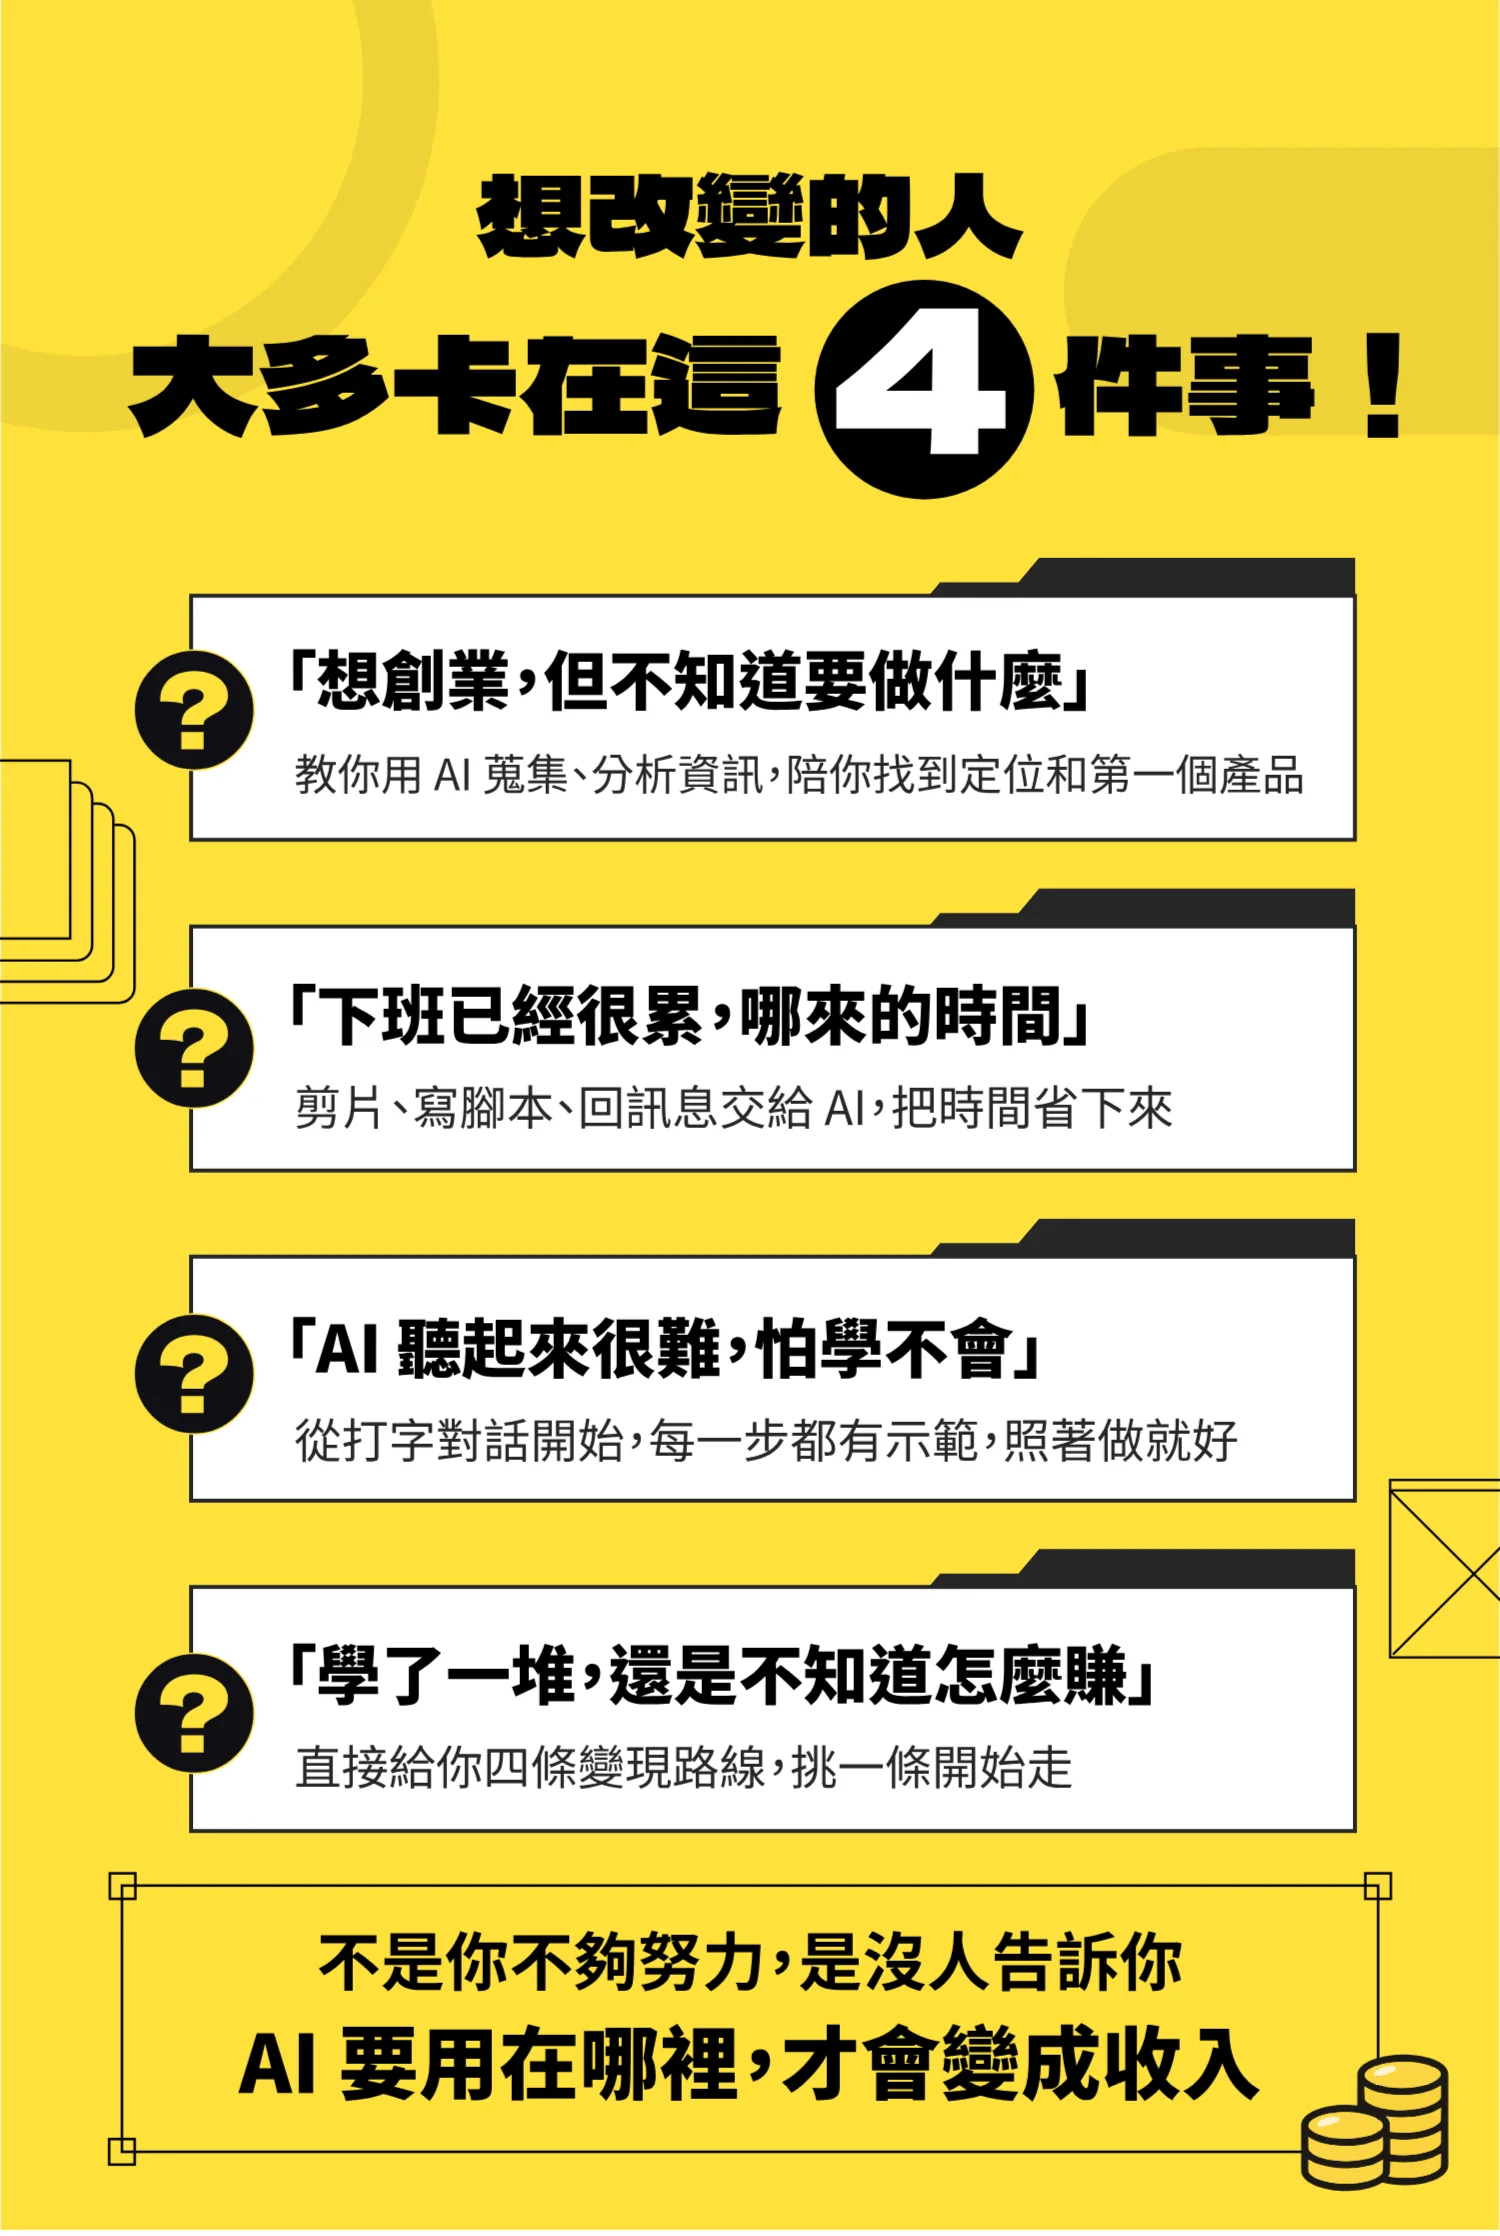 想改變的人
大多卡在這 4 件事！
?
「想創業，但不知道要做什麼」
教你用 AI 蒐集、分析資訊，陪你找到定位和第一個產品
?
「下班已經很累，哪來的時間」
剪片、寫腳本、回訊息交給 AI，把時間省下來
?
「AI 聽起來很難，怕學不會」
從打字對話開始，每一步都有示範，照著做就好
?
「學了一堆，還是不知道怎麼賺」
直接給你四條變現路線，挑一條開始走
不是你不夠努力，是沒人告訴你
AI 要用在哪裡，才會變成收入